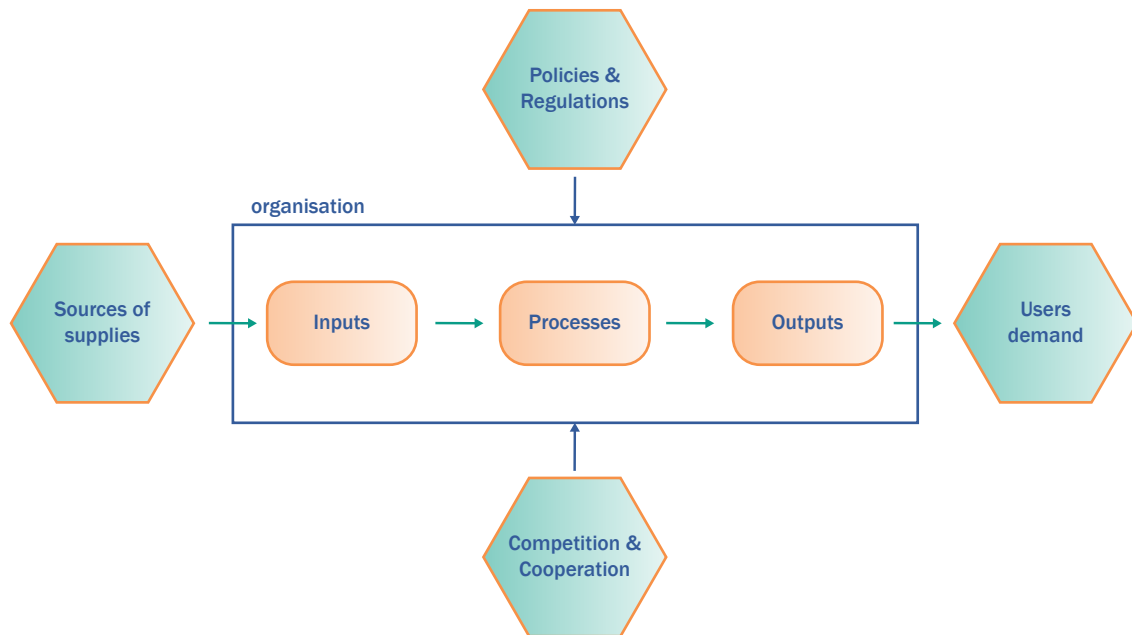 Policies &
Regulations
organisation
Sources of
supplies
Inputs
Processes
Outputs
Users
demand
Competition &
Cooperation